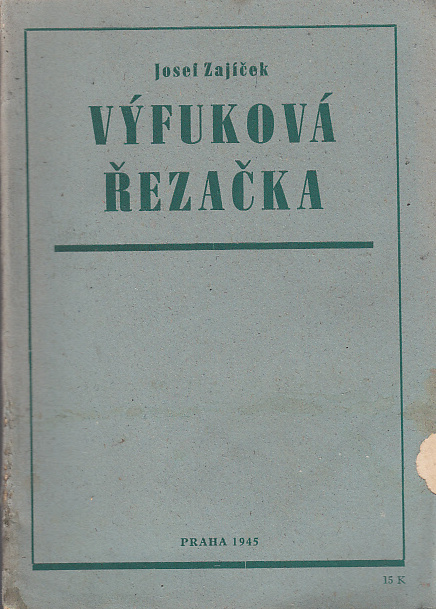 Josef Zajíček
VÝFUKOVÁ
ŘEZAČKA
PRAHA 1945
15 K